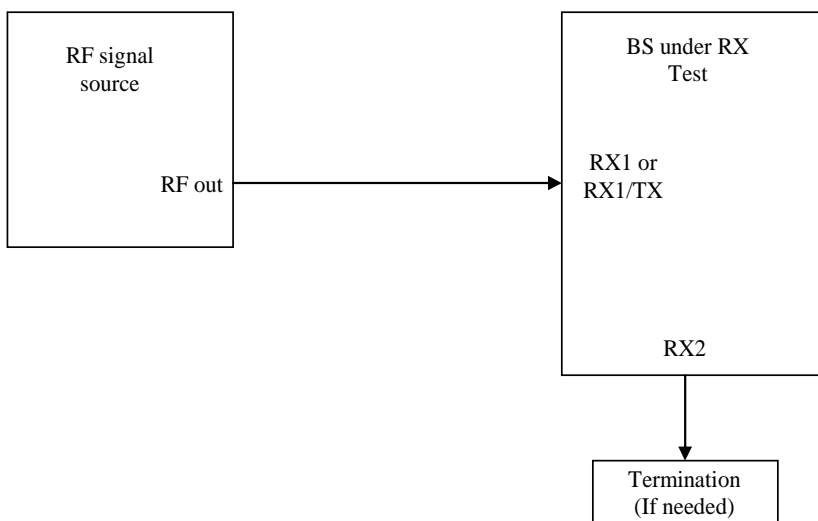 RF signal
source
RF out
BS under RX
Test
RX1 or
RX1/TX
RX2
Termination
(If needed)